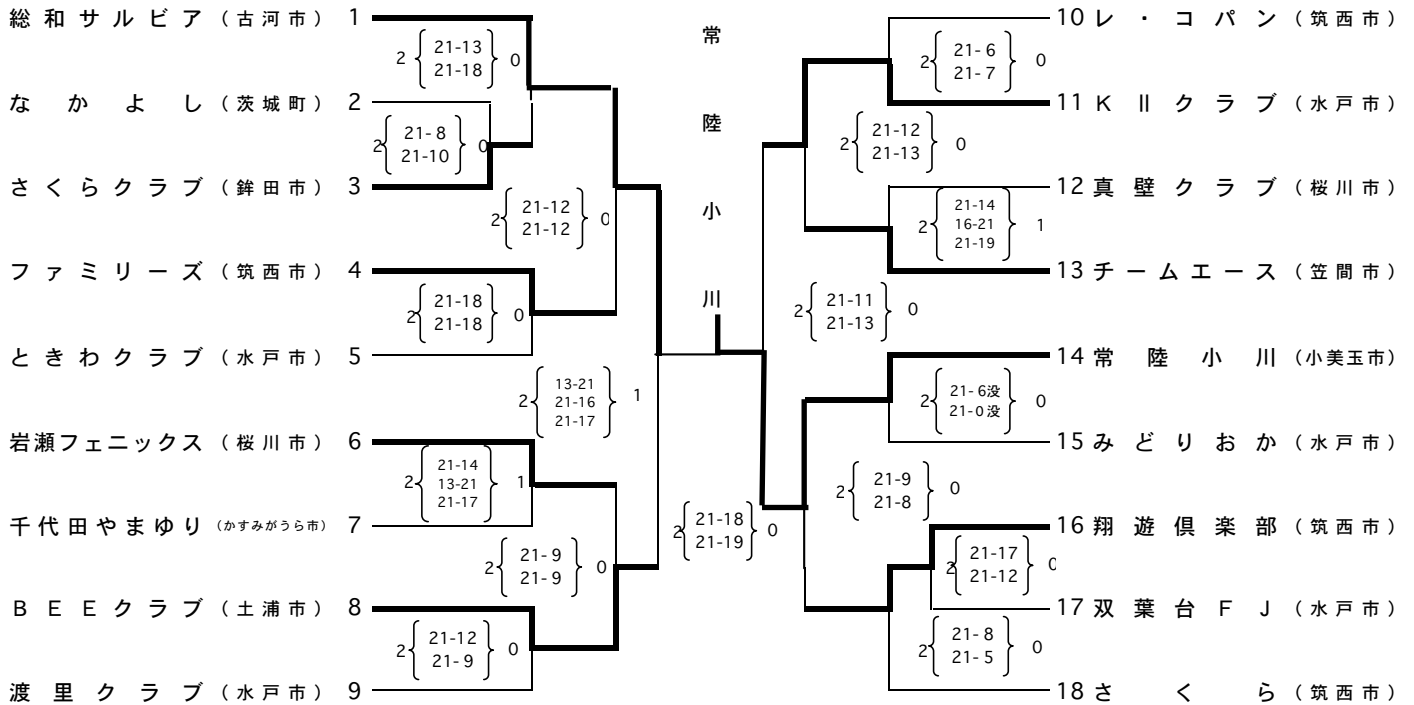 総和サルビア（古河市） 1
2 21-13 0
21-18
なかよし（茨城町） 2
2 21-8 0
21-10
さくらクラブ（鉾田市） 3
2 21-12 0
21-12
ファミリーズ（筑西市） 4
2 21-18 0
21-18
ときわクラブ（水戸市） 5
13-21
2 21-16 1
21-17
岩瀬フェニックス（桜川市） 6
21-14
2 13-21 1
21-17
千代田やまゆり（かすみがうら市） 7
2 21-9 0
21-9
ＢＥＥクラブ（土浦市） 8
2 21-12 0
21-9
渡里クラブ（水戸市） 9
常陸小川
2 21-18 0
21-19
10 レ・コパン（筑西市）
2 21-6 0
21-7
11 ＫⅡクラブ（水戸市）
2 21-12 0
21-13
12 真壁クラブ（桜川市）
21-14
2 16-21 1
21-19
13 チームエース（笠間市）
2 21-11 0
21-13
14 常陸小川（小美玉市）
2 21-6没 0
21-0没
15 みどりおか（水戸市）
2 21-9 0
21-8
16 翔遊倶楽部（筑西市）
2 21-17 0
21-12
17 双葉台ＦＪ（水戸市）
2 21-8 0
21-5
18 さくら（筑西市）